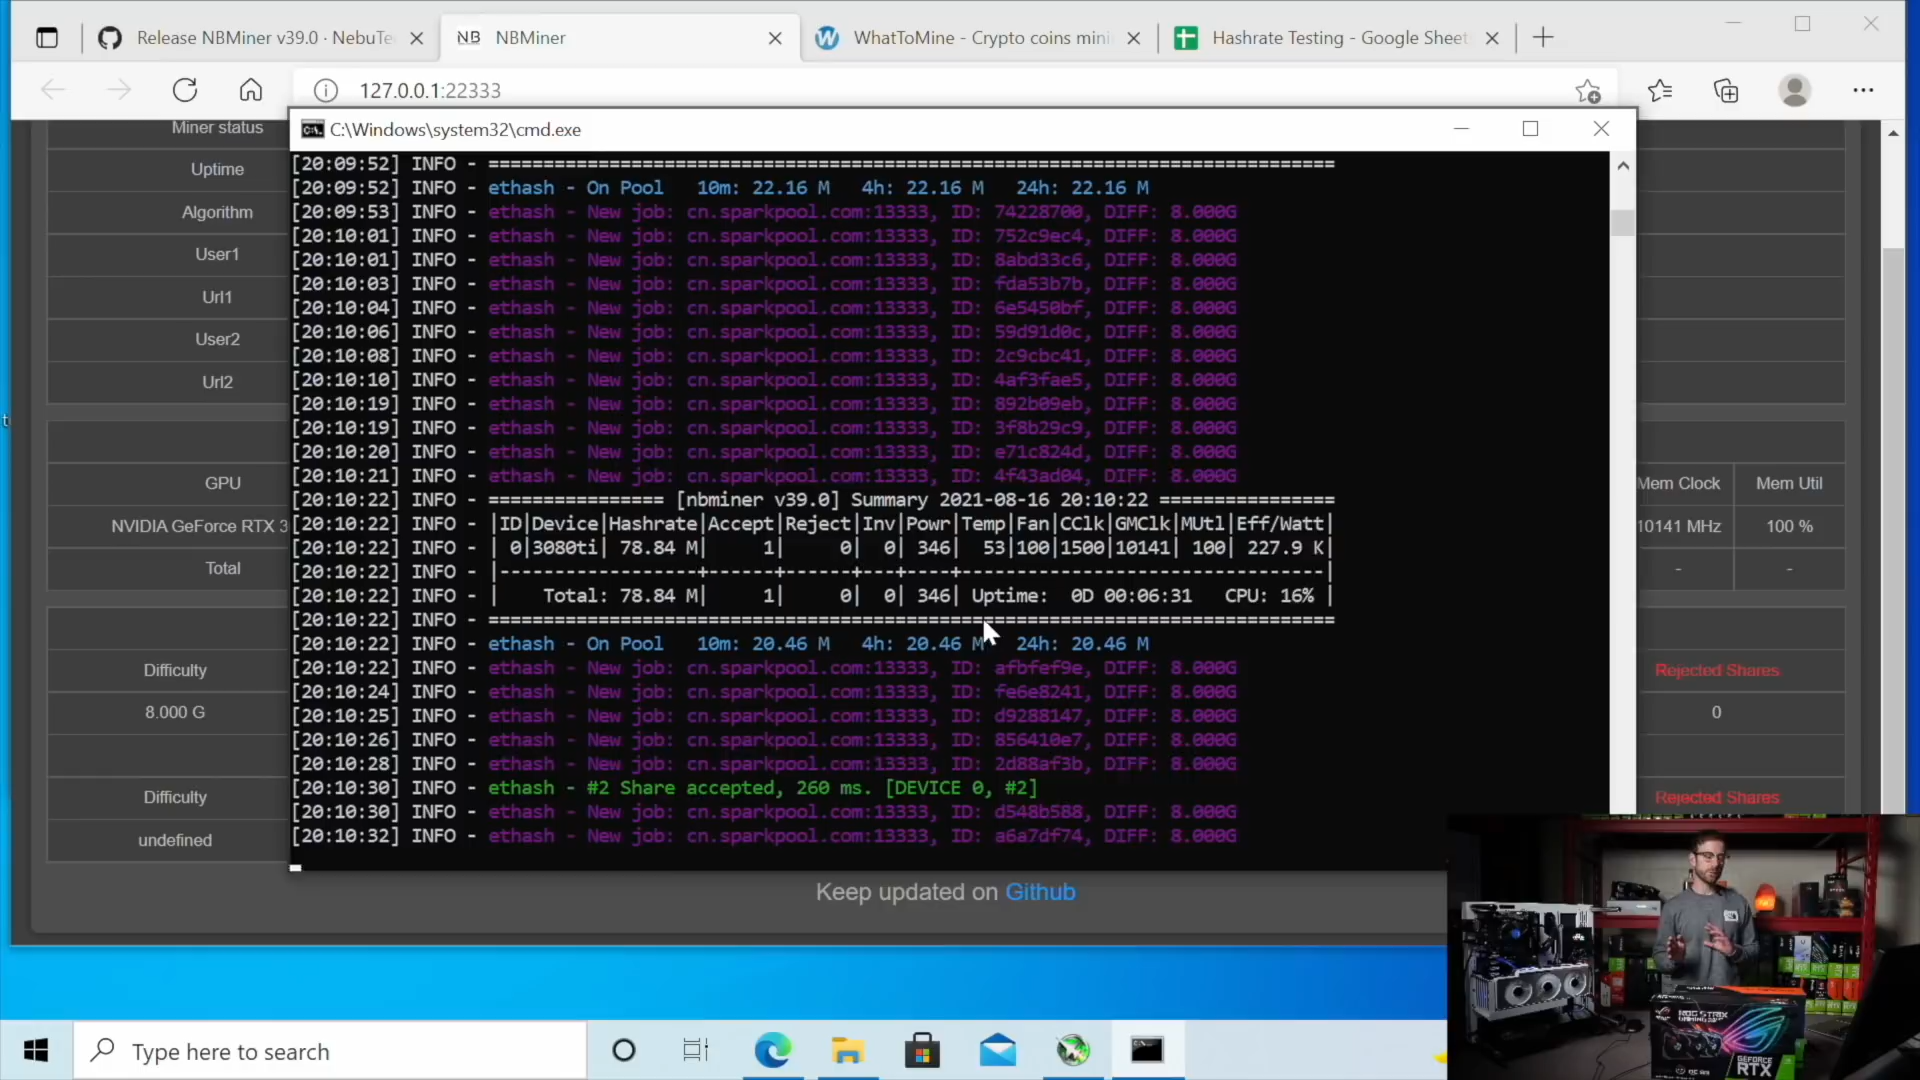 Release NBMiner v39.0 · NebuTe
NB NBMiner
WhatToMine - Crypto coins mini
Hashrate Testing - Google Sheet
127.0.0.1:22333
C:\Windows\system32\cmd.exe
Miner status
Uptime
Algorithm
User1
Url1
User2
Url2
GPU
NVIDIA GeForce RTX 3
Total
Difficulty
8.000 G
Difficulty
undefined
[20:09:52] INFO - ============================================================================
[20:09:52] INFO - ethash - On Pool 10m: 22.16 M 4h: 22.16 M 24h: 22.16 M
[20:09:53] INFO - ethash - New job: cn.sparkpool.com:13333, ID: 74228700, DIFF: 8.000G
[20:10:01] INFO - ethash - New job: cn.sparkpool.com:13333, ID: 752c9ec4, DIFF: 8.000G
[20:10:01] INFO - ethash - New job: cn.sparkpool.com:13333, ID: 8abd33c6, DIFF: 8.000G
[20:10:03] INFO - ethash - New job: cn.sparkpool.com:13333, ID: fda53b7b, DIFF: 8.000G
[20:10:04] INFO - ethash - New job: cn.sparkpool.com:13333, ID: 6e5450bf, DIFF: 8.000G
[20:10:06] INFO - ethash - New job: cn.sparkpool.com:13333, ID: 59d91d0c, DIFF: 8.000G
[20:10:08] INFO - ethash - New job: cn.sparkpool.com:13333, ID: 2c9cbc41, DIFF: 8.000G
[20:10:10] INFO - ethash - New job: cn.sparkpool.com:13333, ID: 4af3fae5, DIFF: 8.000G
[20:10:19] INFO - ethash - New job: cn.sparkpool.com:13333, ID: 892b09eb, DIFF: 8.000G
[20:10:19] INFO - ethash - New job: cn.sparkpool.com:13333, ID: 3f8b29c9, DIFF: 8.000G
[20:10:20] INFO - ethash - New job: cn.sparkpool.com:13333, ID: e71c824d, DIFF: 8.000G
[20:10:21] INFO - ethash - New job: cn.sparkpool.com:13333, ID: 4f43ad04, DIFF: 8.000G
[20:10:22] INFO - ================ [nbminer v39.0] Summary 2021-08-16 20:10:22 ================
[20:10:22] INFO - |ID|Device|Hashrate|Accept|Reject|Inv|Powr|Temp|Fan|CClk|GMClk|MUtl|Eff/Watt|
[20:10:22] INFO - | 0|3080ti| 78.84 M| 1| 0| 0| 346| 53|100|1500|10141| 100| 227.9 K|
[20:10:22] INFO - |------------------+------+------+---+----+---------------------------------|
[20:10:22] INFO - | Total: 78.84 M| 1| 0| 0| 346| Uptime: 0D 00:06:31 CPU: 16% |
[20:10:22] INFO - ============================================================================
[20:10:22] INFO - ethash - On Pool 10m: 20.46 M 4h: 20.46 M 24h: 20.46 M
[20:10:22] INFO - ethash - New job: cn.sparkpool.com:13333, ID: afbfef9e, DIFF: 8.000G
[20:10:24] INFO - ethash - New job: cn.sparkpool.com:13333, ID: fe6e8241, DIFF: 8.000G
[20:10:25] INFO - ethash - New job: cn.sparkpool.com:13333, ID: d9288147, DIFF: 8.000G
[20:10:26] INFO - ethash - New job: cn.sparkpool.com:13333, ID: 856410e7, DIFF: 8.000G
[20:10:28] INFO - ethash - New job: cn.sparkpool.com:13333, ID: 2d88af3b, DIFF: 8.000G
[20:10:30] INFO - ethash - #2 Share accepted, 260 ms. [DEVICE 0, #2]
[20:10:30] INFO - ethash - New job: cn.sparkpool.com:13333, ID: d548b588, DIFF: 8.000G
[20:10:32] INFO - ethash - New job: cn.sparkpool.com:13333, ID: a6a7df74, DIFF: 8.000G
Mem Clock Mem Util
10141 MHz 100 %
- -
Rejected Shares
0
Rejected Shares
Keep updated on Github
ROG STRIX
GEFORCE
RTX
Type here to search